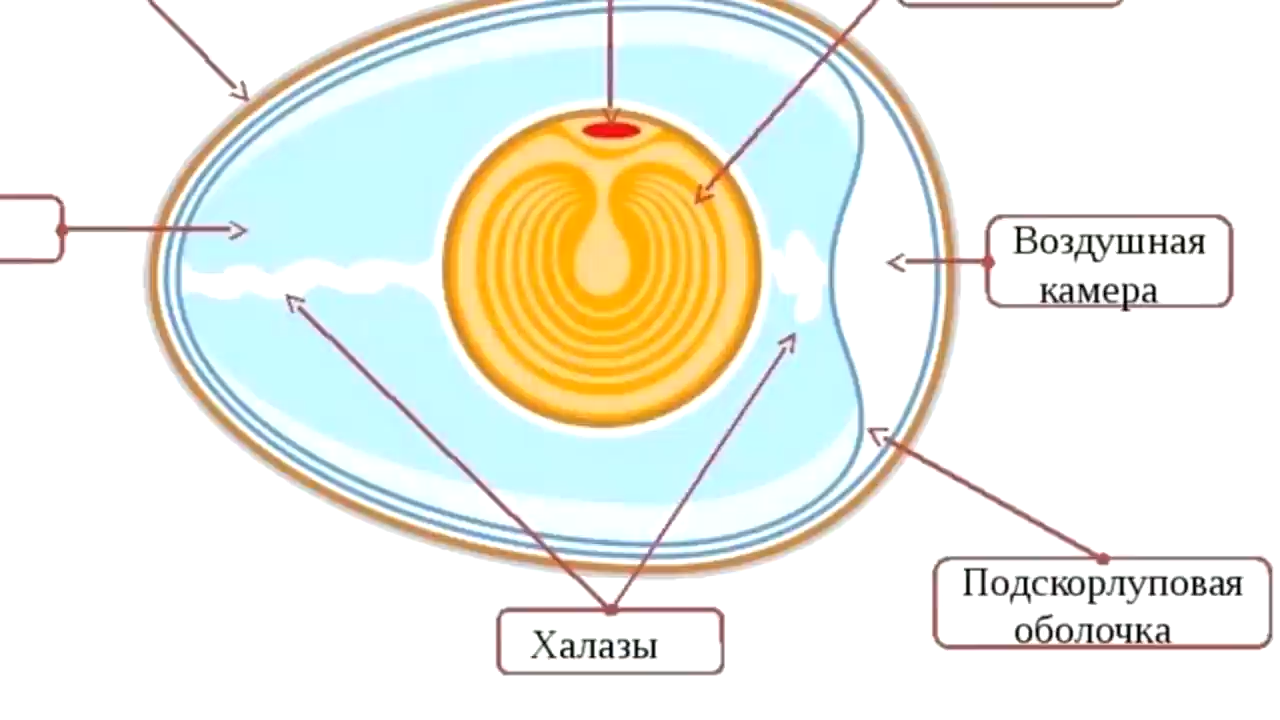 Воздушная
камера
Подскорлуповая
оболочка
Халазы